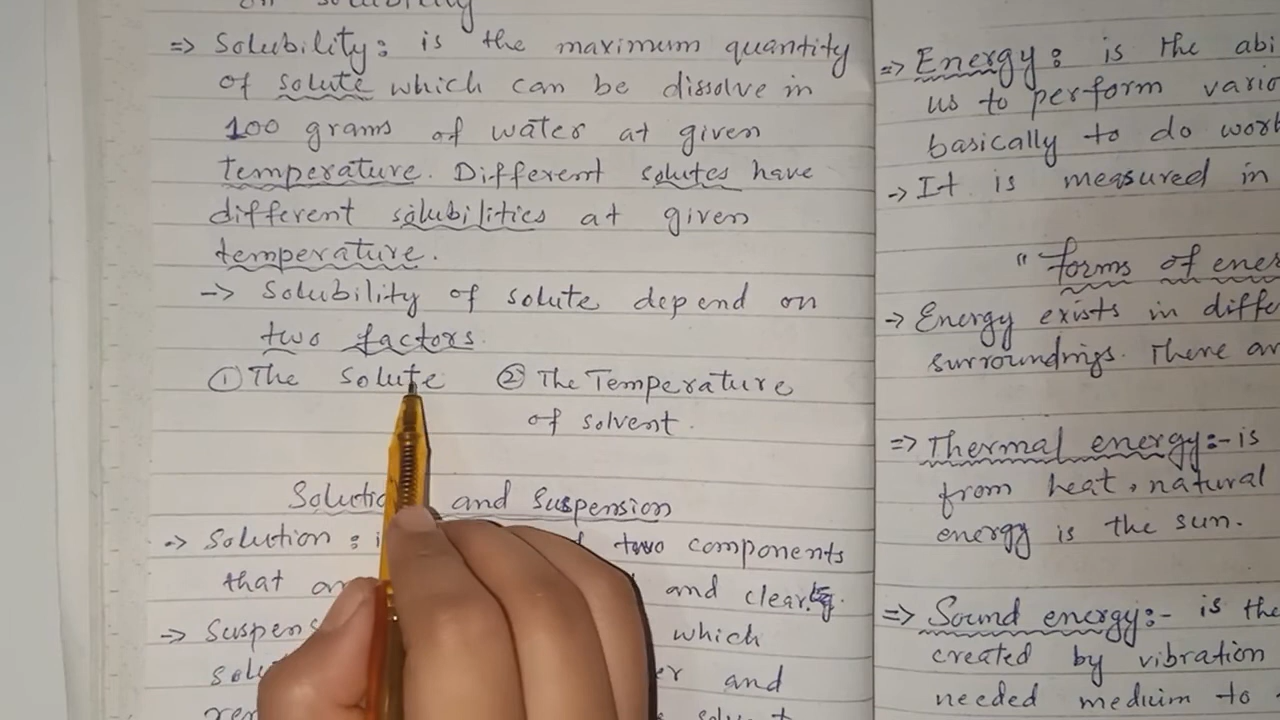 on solubility
=> Solubility: is the maximum quantity
of solute which can be dissolve in
100 grams of water at given
temperature. Different solutes have
different solubilities at given
temperature.
-> Solubility of solute depend on
two factors.
① The Solute ② The Temperature
of solvent.
Solutio and Suspension
-> Solution : i two components
that and clear.
-> Suspens which
and
=> Energy: is the abi
us to perform vario
basically to do work
-> It is measured in
" forms of ener
-> Energy exists in diffe
surroundings. There ar
=> Thermal energy:- is
from heat, natural
energy is the sun.
=> Sound energy:- is the
created by vibration
needed medium to